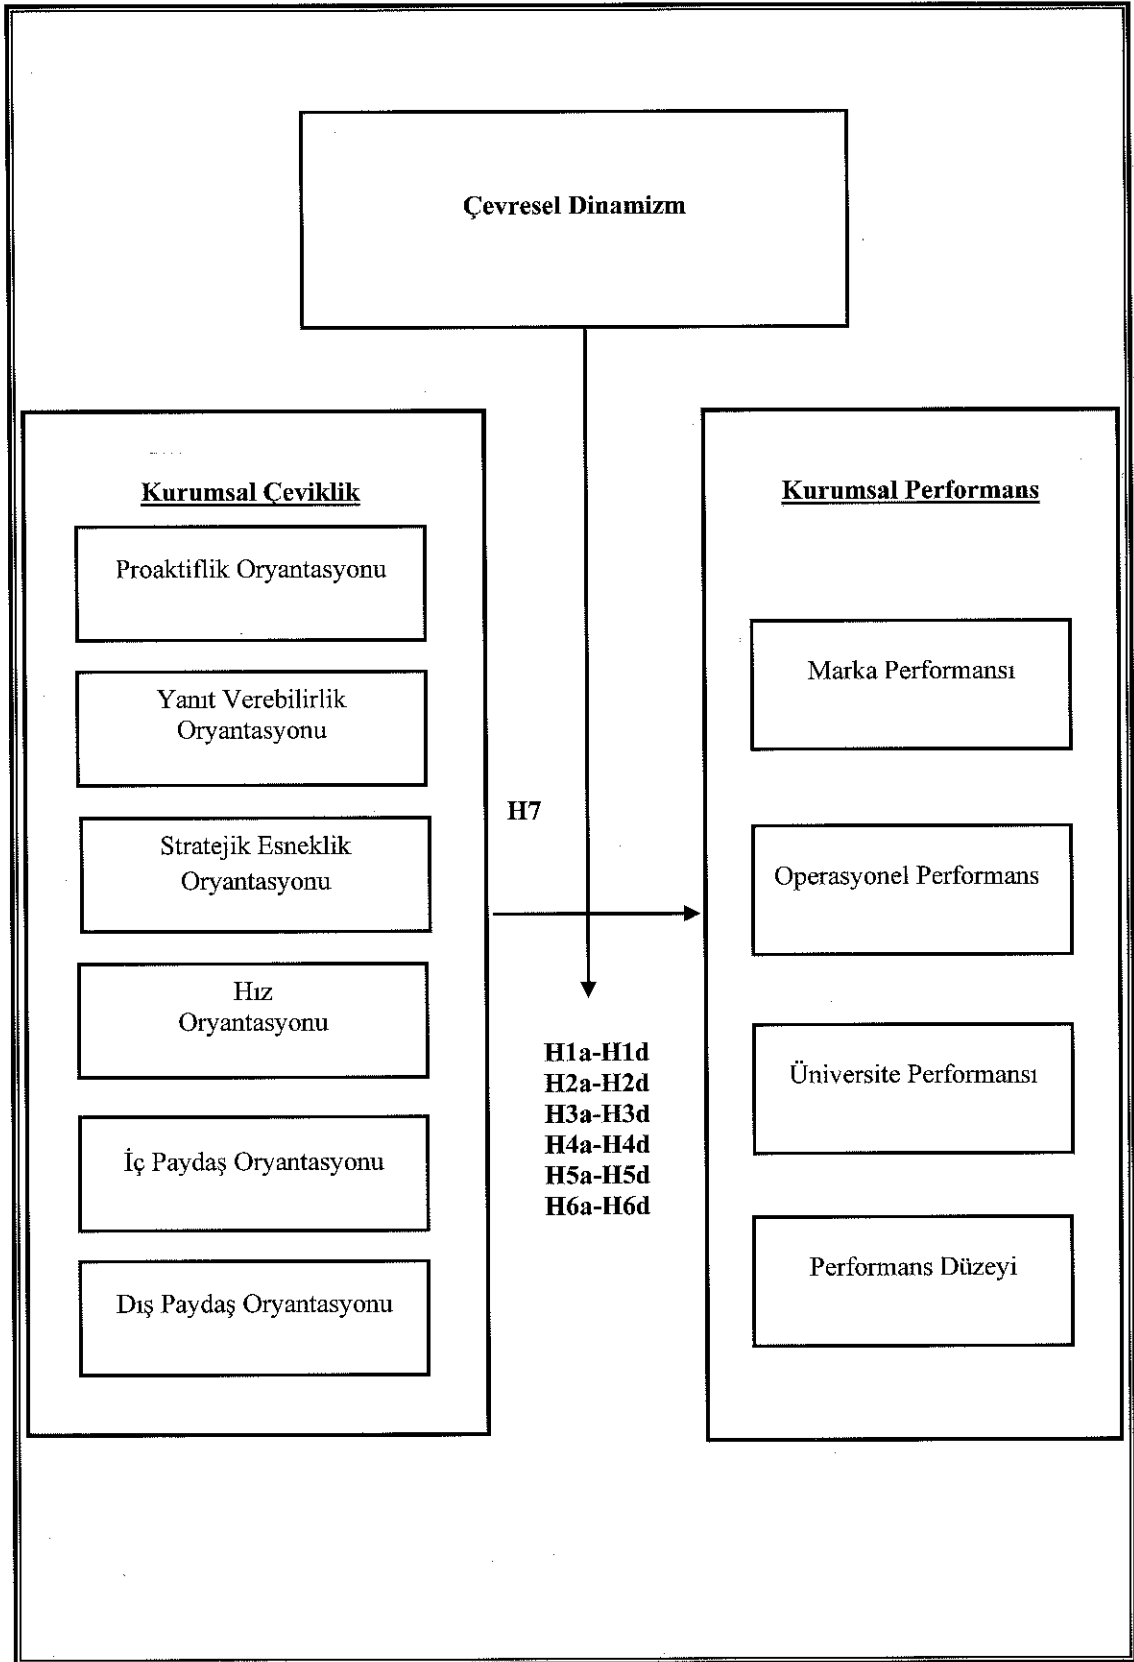 Çevresel Dinamizm
Kurumsal Çeviklik
Proaktiflik Oryantasyonu
Yanıt Verebilirlik
Oryantasyonu
Stratejik Esneklik
Oryantasyonu
Hız
Oryantasyonu
İç Paydaş Oryantasyonu
Dış Paydaş Oryantasyonu
H7
H1a-H1d
H2a-H2d
H3a-H3d
H4a-H4d
H5a-H5d
H6a-H6d
Kurumsal Performans
Marka Performansı
Operasyonel Performans
Üniversite Performansı
Performans Düzeyi